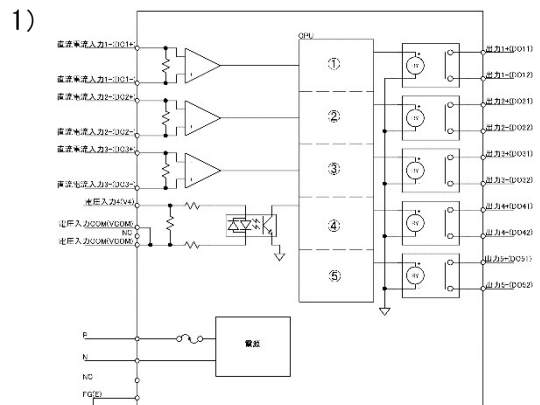 1)
CPU
直流電流入力1-(DC1+)
直流電流入力1-(DC1-)
直流電流入力2-(DC2+)
直流電流入力2-(DC2-)
直流電流入力3-(DC3+)
直流電流入力3-(DC3-)
電圧入力4(V4)
電圧入力COM(VCOM)
NC
電圧入力COM(VCOM)
①
②
③
④
⑤
出力1+(DO11)
出力1-(DO12)
出力2+(DO21)
出力2-(DO22)
出力3+(DO31)
出力3-(DO32)
出力4+(DO41)
出力4-(DO42)
出力5+(DO51)
出力5-(DO52)
P
N
NC
FG(E)
電源